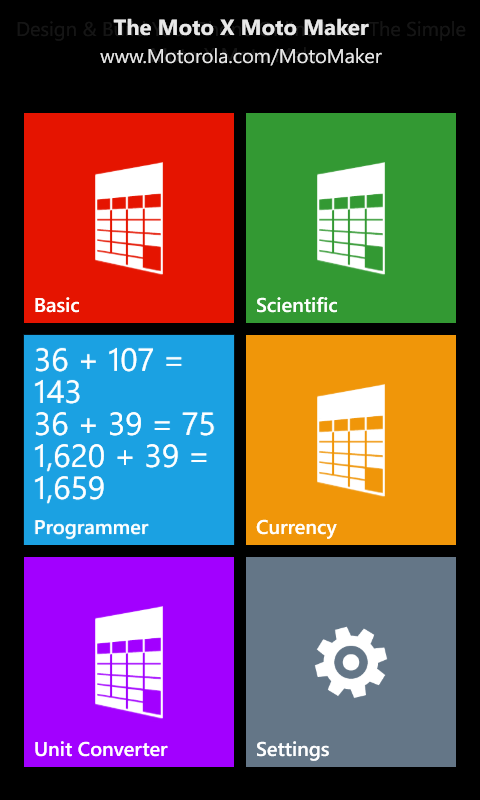 The Moto X Moto Maker
Design & B The Simple
www.Motorola.com/MotoMaker
Basic
Scientific
36 + 107 =
143
36 + 39 = 75
1,620 + 39 =
1,659
Programmer
Currency
Unit Converter
Settings